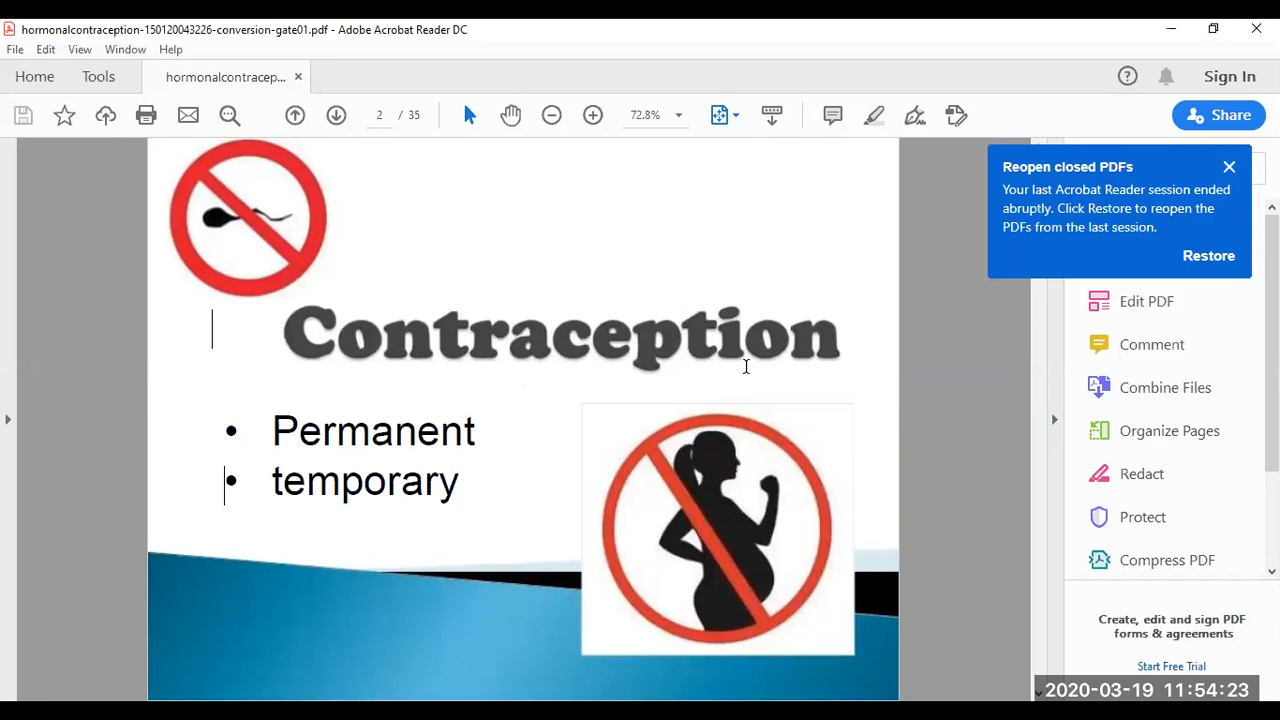 hormonalcontraception-150120043226-conversion-gate01.pdf - Adobe Acrobat Reader DC
File Edit View Window Help
Home Tools hormonalcontracep... × Sign In
2 / 35 72.8% Share
Reopen closed PDFs
Your last Acrobat Reader session ended
abruptly. Click Restore to reopen the
PDFs from the last session.
Restore
Contraception
• Permanent
• temporary
Edit PDF
Comment
Combine Files
Organize Pages
Redact
Protect
Compress PDF
Create, edit and sign PDF
forms & agreements
Start Free Trial
2020-03-19 11:54:23